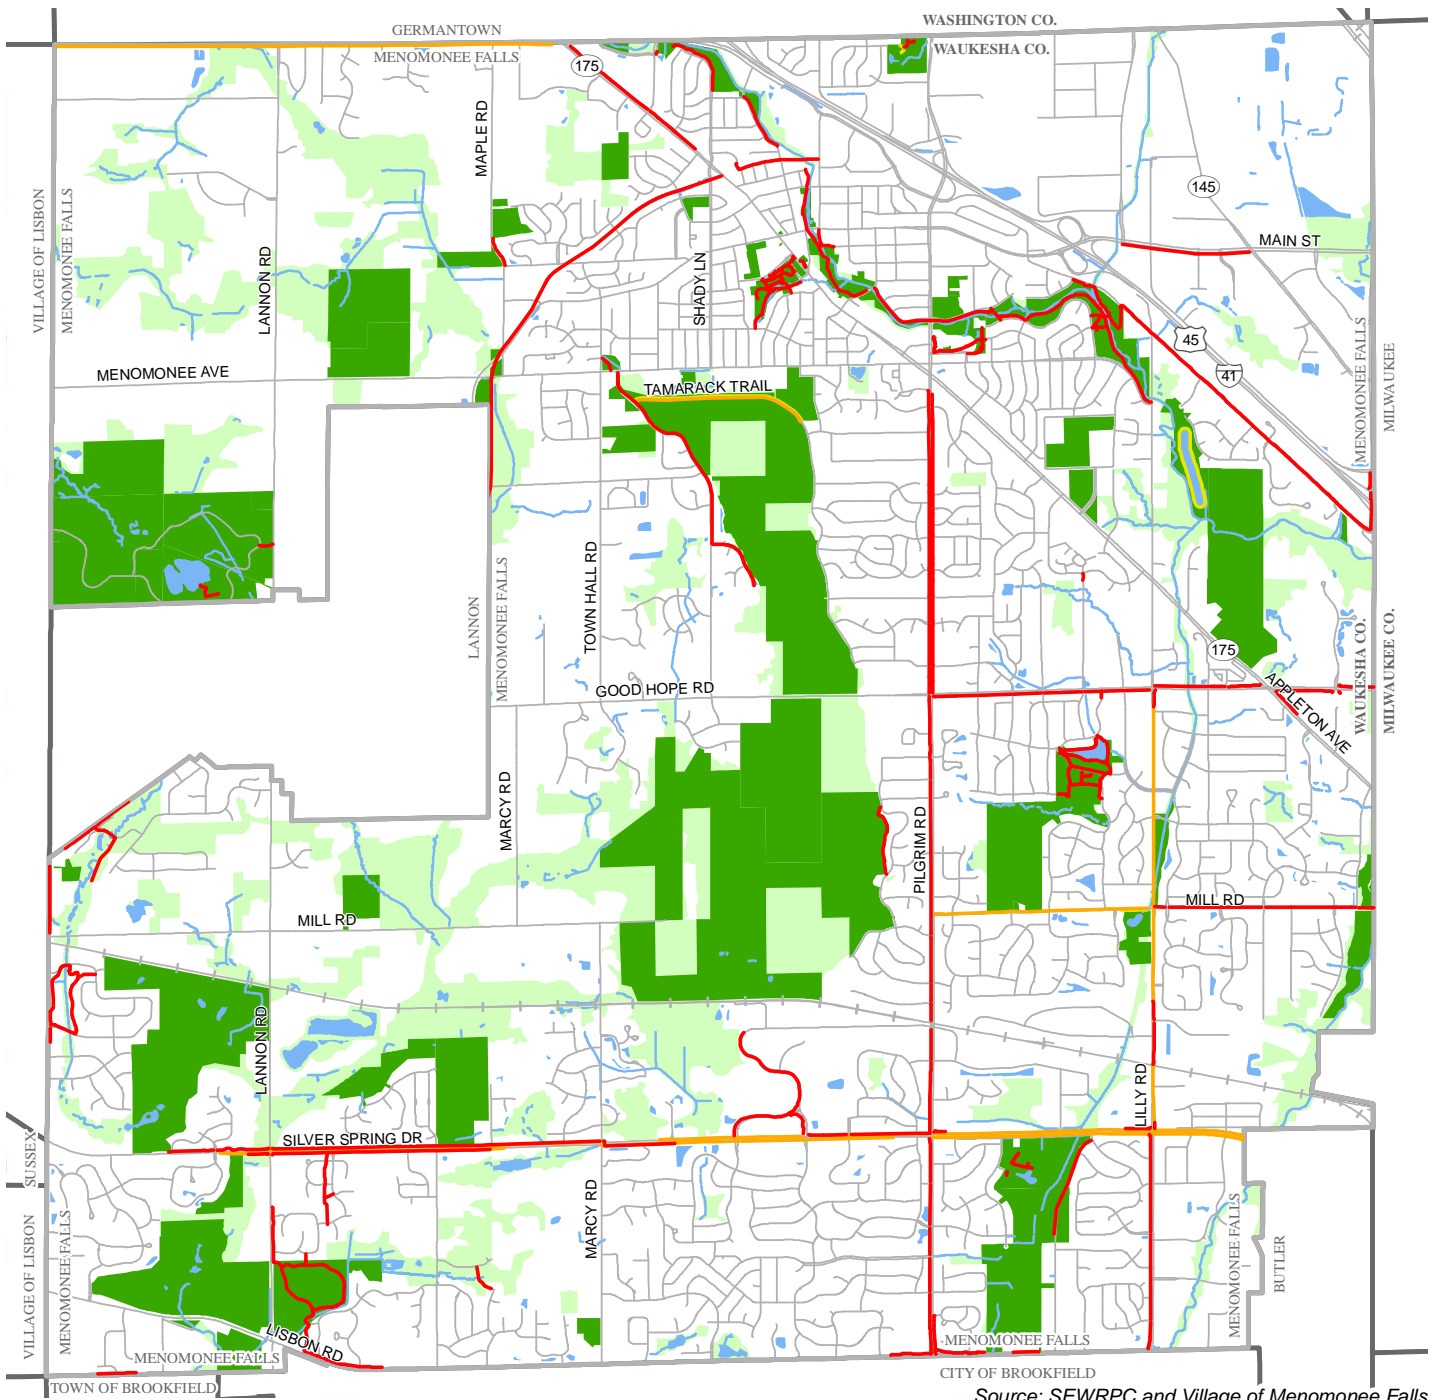 WASHINGTON CO.
GERMANTOWN
WAUKESHA CO.
MENOMONEE FALLS
175
MAPLE RD
145
VILLAGE OF LISBON
MENOMONEE FALLS
LANNON RD
SHADY LN
MAIN ST
45
41
MENOMONEE FALLS
MILWAUKEE
MENOMONEE AVE
TAMARACK TRAIL
LANNON
MENOMONEE FALLS
TOWN HALL RD
175
WAUKESHA CO.
MILWAUKEE CO.
GOOD HOPE RD
APPLETON AVE
MARCY RD
PILGRIM RD
MILL RD
MILL RD
LANNON RD
LILLY RD
SILVER SPRING DR
SUSSEX
MARCY RD
VILLAGE OF LISBON
MENOMONEE FALLS
MENOMONEE FALLS
BUTLER
LISBON RD
MENOMONEE FALLS
MENOMONEE FALLS
TOWN OF BROOKFIELD
CITY OF BROOKFIELD
Source: SEWRPC and Village of Menomonee Falls